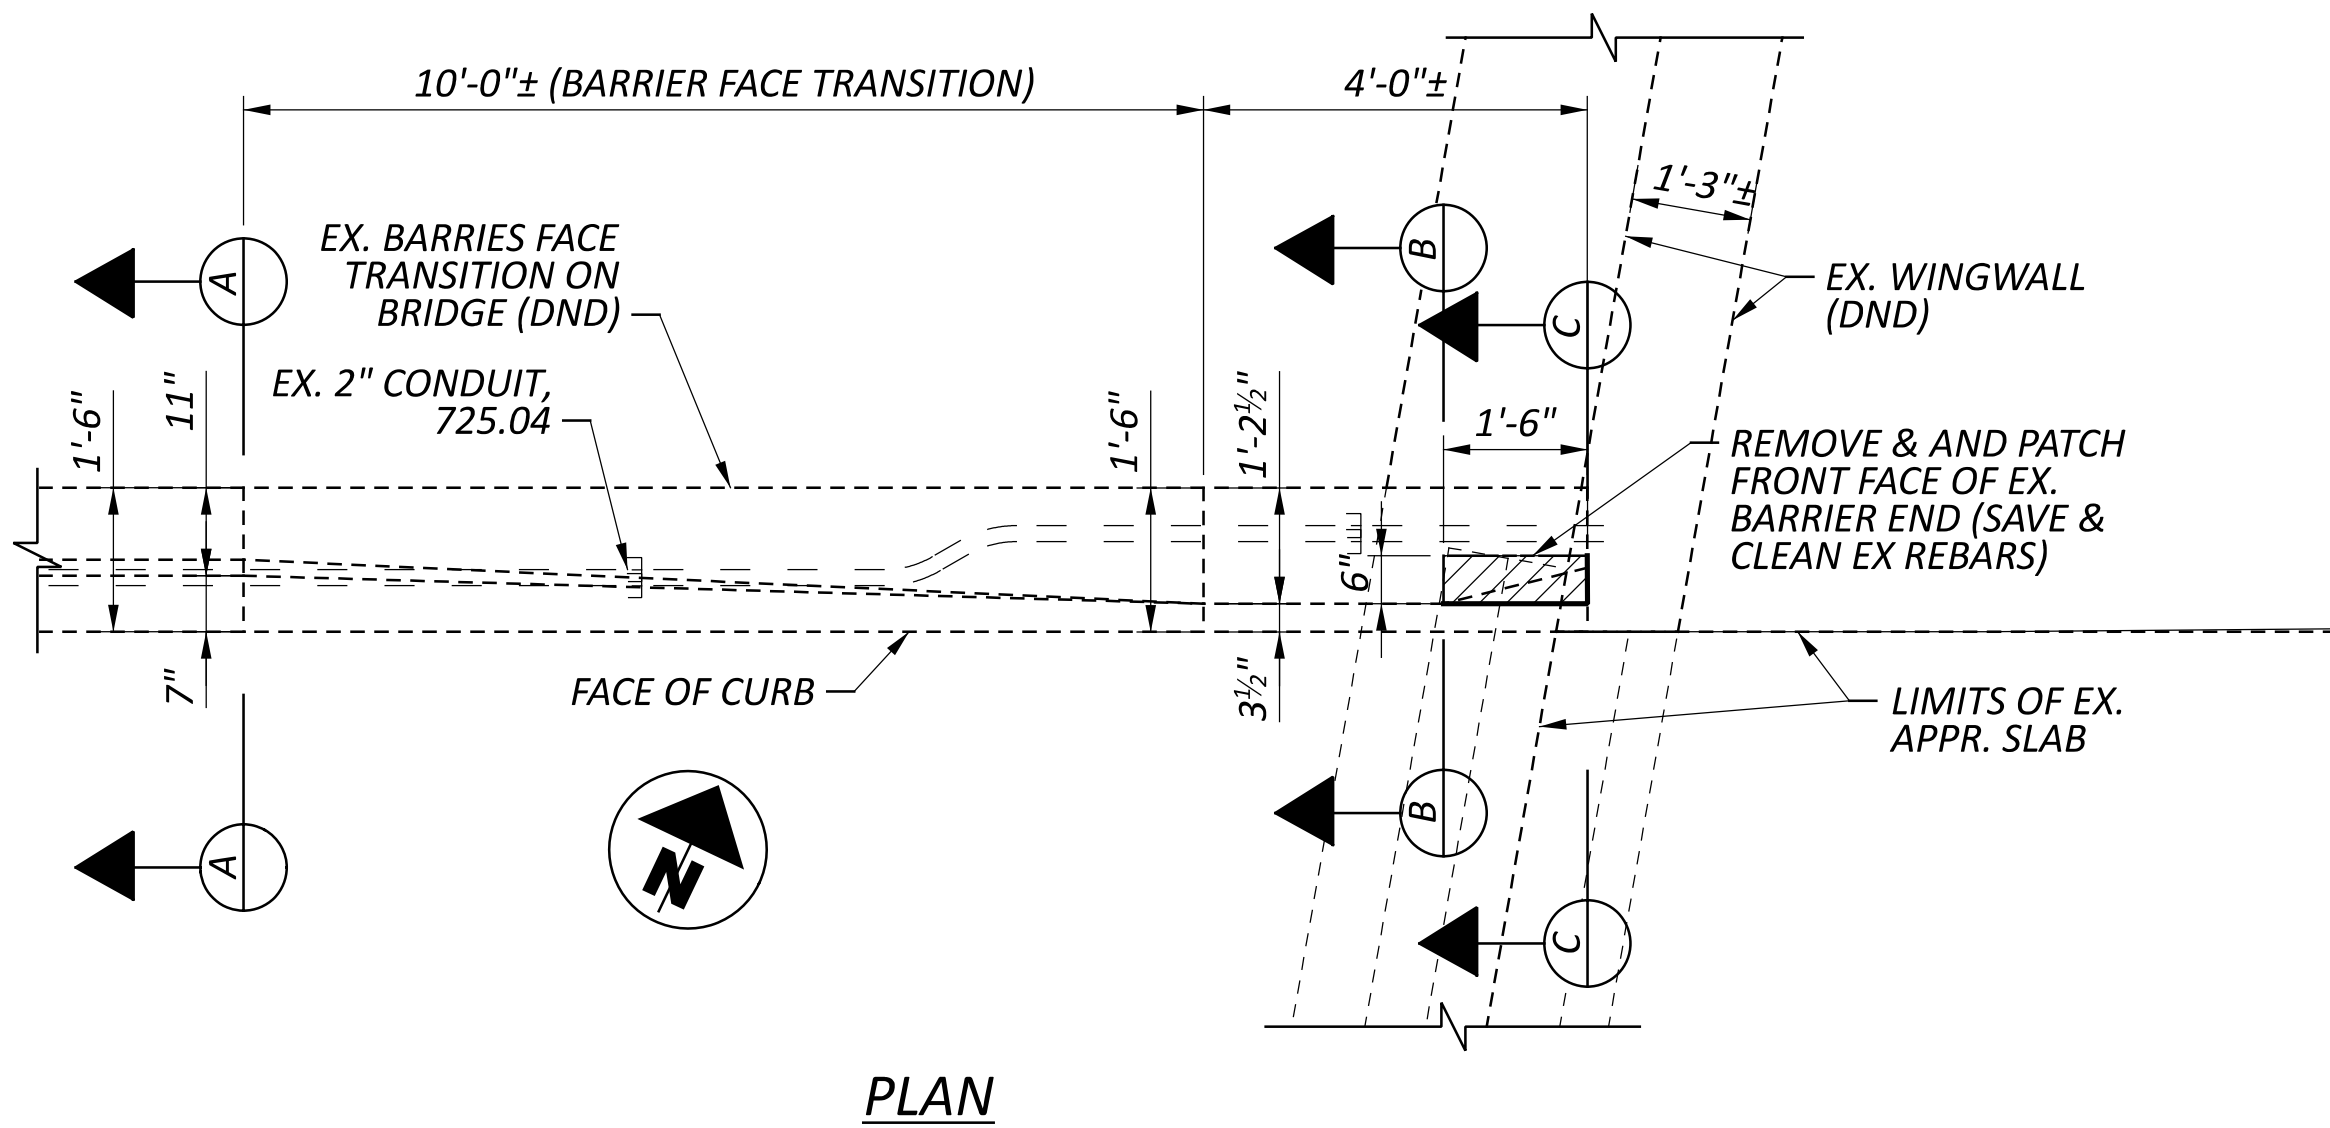 10'-0"± (BARRIER FACE TRANSITION)
4'-0"±
1'-3"±
EX. BARRIES FACE
TRANSITION ON
BRIDGE (DND)
A
B
C
EX. WINGWALL
(DND)
EX. 2" CONDUIT,
725.04
1'-6"
11"
1'-6"
1'-2½"
1'-6"
REMOVE & AND PATCH
FRONT FACE OF EX.
BARRIER END (SAVE &
CLEAN EX REBARS)
6"
7"
FACE OF CURB
3½"
LIMITS OF EX.
APPR. SLAB
A
N
B
C
PLAN